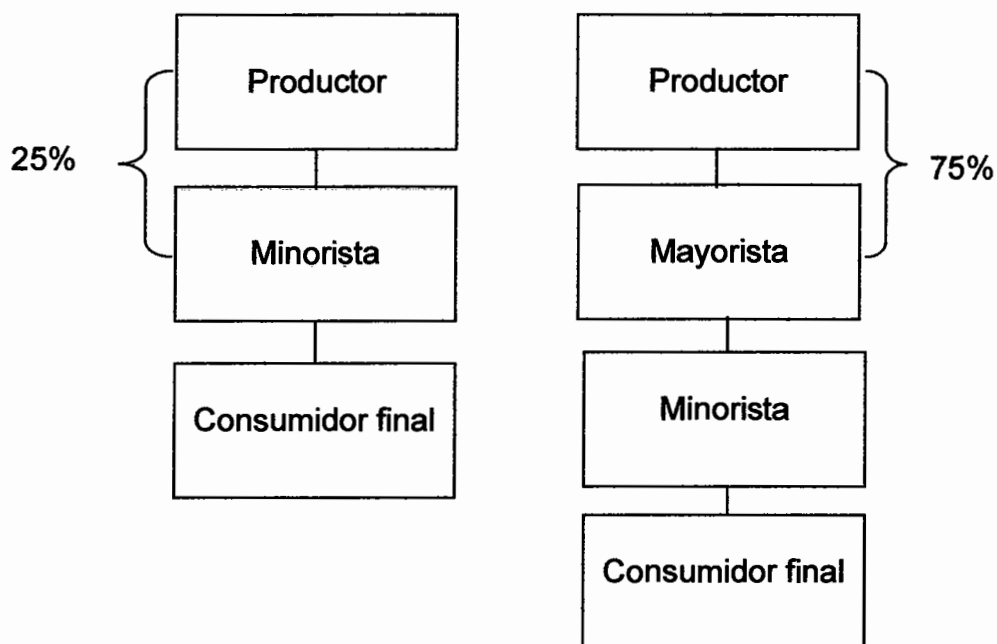 25%
Productor
Minorista
Consumidor final
Productor
75%
Mayorista
Minorista
Consumidor final